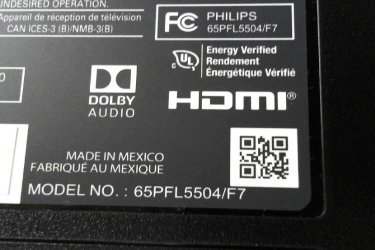 UNDESIRED OPERATION.
Appareil de réception de télévision
CAN ICES-3 (B)/NMB-3(B)
FC PHILIPS
65PFL5504/F7
UL
Energy Verified
Rendement
Énergétique Vérifié
DOLBY
AUDIO
HDMI®
MADE IN MEXICO
FABRIQUÉ AU MEXIQUE
MODEL NO. : 65PFL5504/F7